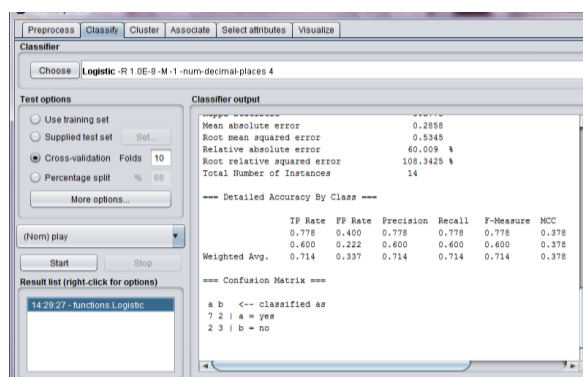 Preprocess Classify Cluster Associate Select attributes Visualize
Classifier
Choose Logistic -R 1.0E-8 -M -1 -num-decimal-places 4
Test options
Use training set
Supplied test set Set...
Cross-validation Folds 10
Percentage split % 66
More options...
(Nom) play
Start Stop
Result list (right-click for options)
14:29:27 - functions.Logistic
Classifier output
Mean absolute error 0.2858
Root mean squared error 0.5345
Relative absolute error 60.009 %
Root relative squared error 108.3425 %
Total Number of Instances 14
=== Detailed Accuracy By Class ===
TP Rate FP Rate Precision Recall F-Measure MCC
0.778 0.400 0.778 0.778 0.778 0.378
0.600 0.222 0.600 0.600 0.600 0.378
Weighted Avg. 0.714 0.337 0.714 0.714 0.714 0.378
=== Confusion Matrix ===
a b <-- classified as
7 2 | a = yes
2 3 | b = no